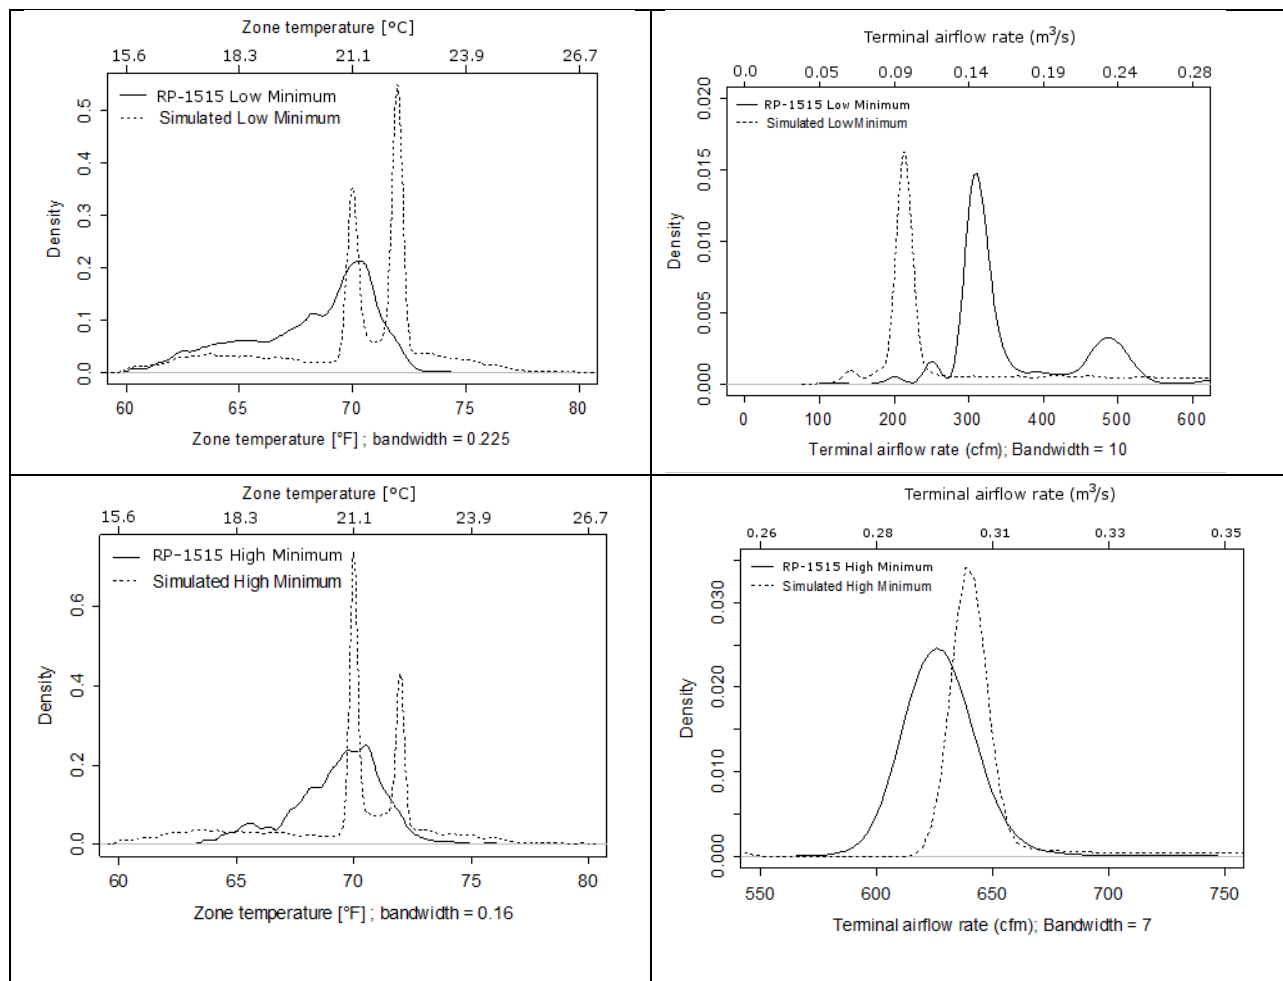 Zone temperature [°C]
15.6 18.3 21.1 23.9 26.7
RP-1515 Low Minimum
Simulated Low Minimum
Density
0.0 0.1 0.2 0.3 0.4 0.5
60 65 70 75 80
Zone temperature [°F] ; bandwidth = 0.225
Terminal airflow rate (m³/s)
0.0 0.05 0.09 0.14 0.19 0.24 0.28
RP-1515 Low Minimum
Simulated Low Minimum
Density
0.000 0.005 0.010 0.015 0.020
0 100 200 300 400 500 600
Terminal airflow rate (cfm); Bandwidth = 10
Zone temperature [°C]
15.6 18.3 21.1 23.9 26.7
RP-1515 High Minimum
Simulated High Minimum
Density
0.0 0.2 0.4 0.6
60 65 70 75 80
Zone temperature [°F] ; bandwidth = 0.16
Terminal airflow rate (m³/s)
0.26 0.28 0.31 0.33 0.35
RP-1515 High Minimum
Simulated High Minimum
Density
0.000 0.010 0.020 0.030
550 600 650 700 750
Terminal airflow rate (cfm); Bandwidth = 7